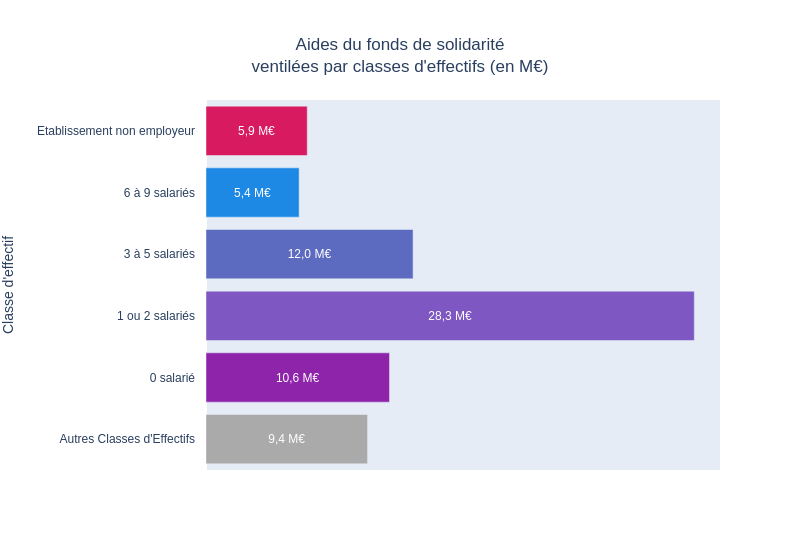 Aides du fonds de solidarité
ventilées par classes d'effectifs (en M€)
Classe d'effectif
Etablissement non employeur
5,9 M€
6 à 9 salariés
5,4 M€
3 à 5 salariés
12,0 M€
1 ou 2 salariés
28,3 M€
0 salarié
10,6 M€
Autres Classes d'Effectifs
9,4 M€